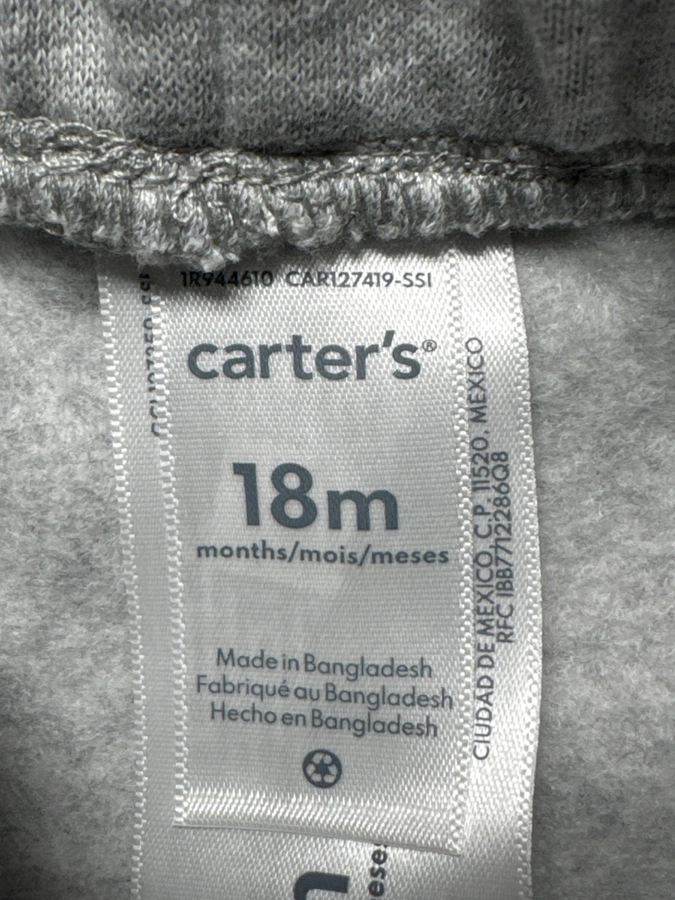 1R944610 CAR127419-SSI
carter's®
18m
months/mois/meses
Made in Bangladesh
Fabriqué au Bangladesh
Hecho en Bangladesh
CIUDAD DE MEXICO, C.P. 11520, MEXICO
RFC IBB7712286Q8